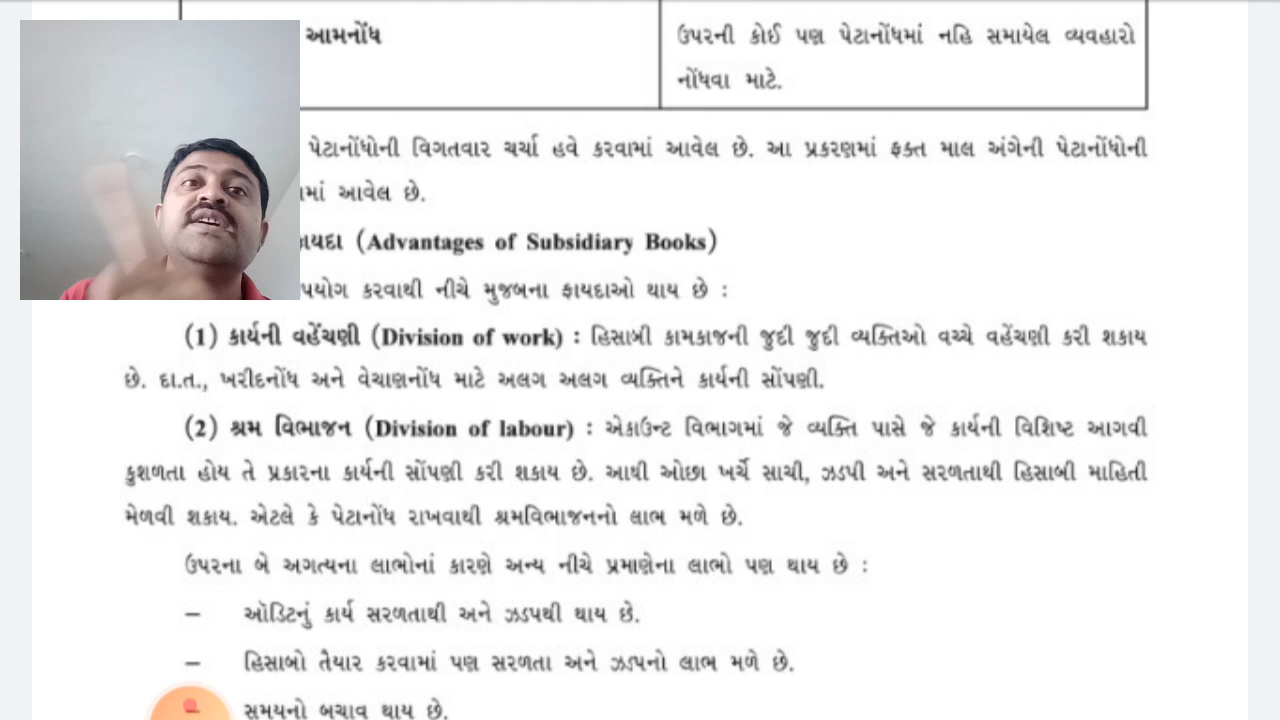 આમનોંધ
ઉપરની કોઈ પણ પેટાનોંધમાં નહિ સમાયેલ વ્યવહારો
નોંધવા માટે.
પેટાનોંધોની વિગતવાર ચર્ચા હવે કરવામાં આવેલ છે. આ પ્રકરણમાં ફક્ત માલ અંગેની પેટાનોંધોની
આવેલ છે.
(Advantages of Subsidiary Books)
કરવાથી નીચે મુજબના ફાયદાઓ થાય છે :
(1) કાર્યની વહેંચણી (Division of work) : હિસાબી કામકાજની જુદી જુદી વ્યક્તિઓ વચ્ચે વહેંચણી કરી શકાય
છે. દા.ત., ખરીદનોંધ અને વેચાણનોંધ માટે અલગ અલગ વ્યક્તિને કાર્યની સોંપણી.
(2) શ્રમ વિભાજન (Division of labour) : એકાઉન્ટ વિભાગમાં જે વ્યક્તિ પાસે જે કાર્યની વિશિષ્ટ આગવી
કુશળતા હોય તે પ્રકારના કાર્યની સોંપણી કરી શકાય છે. આથી ઓછા ખર્ચે સાચી, ઝડપી અને સરળતાથી હિસાબી માહિતી
મેળવી શકાય. એટલે કે પેટાનોંધ રાખવાથી શ્રમવિભાજનનો લાભ મળે છે.
ઉપરના બે અગત્યના લાભોનાં કારણે અન્ય નીચે પ્રમાણેના લાભો પણ થાય છે :
– ઑડિટનું કાર્ય સરળતાથી અને ઝડપથી થાય છે.
– હિસાબો તૈયાર કરવામાં પણ સરળતા અને ઝડપનો લાભ મળે છે.
સમયનો બચાવ થાય છે.